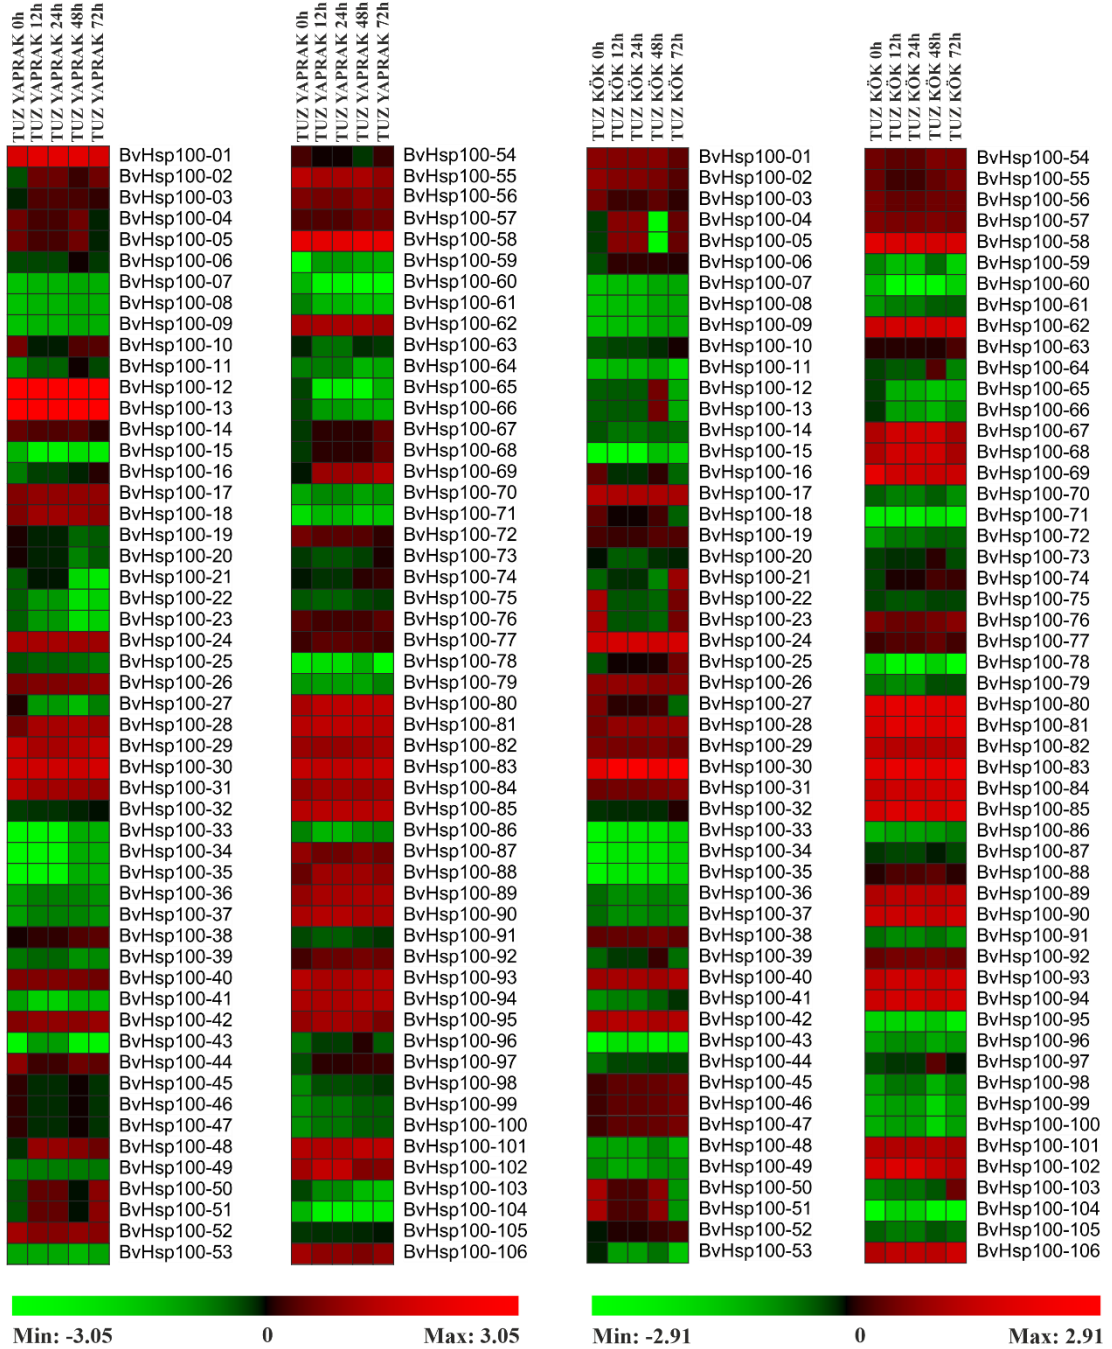 TUZ YAPRAK 0h
TUZ YAPRAK 12h
TUZ YAPRAK 24h
TUZ YAPRAK 48h
TUZ YAPRAK 72h
BvHsp100-01
BvHsp100-02
BvHsp100-03
BvHsp100-04
BvHsp100-05
BvHsp100-06
BvHsp100-07
BvHsp100-08
BvHsp100-09
BvHsp100-10
BvHsp100-11
BvHsp100-12
BvHsp100-13
BvHsp100-14
BvHsp100-15
BvHsp100-16
BvHsp100-17
BvHsp100-18
BvHsp100-19
BvHsp100-20
BvHsp100-21
BvHsp100-22
BvHsp100-23
BvHsp100-24
BvHsp100-25
BvHsp100-26
BvHsp100-27
BvHsp100-28
BvHsp100-29
BvHsp100-30
BvHsp100-31
BvHsp100-32
BvHsp100-33
BvHsp100-34
BvHsp100-35
BvHsp100-36
BvHsp100-37
BvHsp100-38
BvHsp100-39
BvHsp100-40
BvHsp100-41
BvHsp100-42
BvHsp100-43
BvHsp100-44
BvHsp100-45
BvHsp100-46
BvHsp100-47
BvHsp100-48
BvHsp100-49
BvHsp100-50
BvHsp100-51
BvHsp100-52
BvHsp100-53
TUZ YAPRAK 0h
TUZ YAPRAK 12h
TUZ YAPRAK 24h
TUZ YAPRAK 48h
TUZ YAPRAK 72h
BvHsp100-54
BvHsp100-55
BvHsp100-56
BvHsp100-57
BvHsp100-58
BvHsp100-59
BvHsp100-60
BvHsp100-61
BvHsp100-62
BvHsp100-63
BvHsp100-64
BvHsp100-65
BvHsp100-66
BvHsp100-67
BvHsp100-68
BvHsp100-69
BvHsp100-70
BvHsp100-71
BvHsp100-72
BvHsp100-73
BvHsp100-74
BvHsp100-75
BvHsp100-76
BvHsp100-77
BvHsp100-78
BvHsp100-79
BvHsp100-80
BvHsp100-81
BvHsp100-82
BvHsp100-83
BvHsp100-84
BvHsp100-85
BvHsp100-86
BvHsp100-87
BvHsp100-88
BvHsp100-89
BvHsp100-90
BvHsp100-91
BvHsp100-92
BvHsp100-93
BvHsp100-94
BvHsp100-95
BvHsp100-96
BvHsp100-97
BvHsp100-98
BvHsp100-99
BvHsp100-100
BvHsp100-101
BvHsp100-102
BvHsp100-103
BvHsp100-104
BvHsp100-105
BvHsp100-106
Min: -3.05
0
Max: 3.05
TUZ KÖK 0h
TUZ KÖK 12h
TUZ KÖK 24h
TUZ KÖK 48h
TUZ KÖK 72h
BvHsp100-01
BvHsp100-02
BvHsp100-03
BvHsp100-04
BvHsp100-05
BvHsp100-06
BvHsp100-07
BvHsp100-08
BvHsp100-09
BvHsp100-10
BvHsp100-11
BvHsp100-12
BvHsp100-13
BvHsp100-14
BvHsp100-15
BvHsp100-16
BvHsp100-17
BvHsp100-18
BvHsp100-19
BvHsp100-20
BvHsp100-21
BvHsp100-22
BvHsp100-23
BvHsp100-24
BvHsp100-25
BvHsp100-26
BvHsp100-27
BvHsp100-28
BvHsp100-29
BvHsp100-30
BvHsp100-31
BvHsp100-32
BvHsp100-33
BvHsp100-34
BvHsp100-35
BvHsp100-36
BvHsp100-37
BvHsp100-38
BvHsp100-39
BvHsp100-40
BvHsp100-41
BvHsp100-42
BvHsp100-43
BvHsp100-44
BvHsp100-45
BvHsp100-46
BvHsp100-47
BvHsp100-48
BvHsp100-49
BvHsp100-50
BvHsp100-51
BvHsp100-52
BvHsp100-53
TUZ KÖK 0h
TUZ KÖK 12h
TUZ KÖK 24h
TUZ KÖK 48h
TUZ KÖK 72h
BvHsp100-54
BvHsp100-55
BvHsp100-56
BvHsp100-57
BvHsp100-58
BvHsp100-59
BvHsp100-60
BvHsp100-61
BvHsp100-62
BvHsp100-63
BvHsp100-64
BvHsp100-65
BvHsp100-66
BvHsp100-67
BvHsp100-68
BvHsp100-69
BvHsp100-70
BvHsp100-71
BvHsp100-72
BvHsp100-73
BvHsp100-74
BvHsp100-75
BvHsp100-76
BvHsp100-77
BvHsp100-78
BvHsp100-79
BvHsp100-80
BvHsp100-81
BvHsp100-82
BvHsp100-83
BvHsp100-84
BvHsp100-85
BvHsp100-86
BvHsp100-87
BvHsp100-88
BvHsp100-89
BvHsp100-90
BvHsp100-91
BvHsp100-92
BvHsp100-93
BvHsp100-94
BvHsp100-95
BvHsp100-96
BvHsp100-97
BvHsp100-98
BvHsp100-99
BvHsp100-100
BvHsp100-101
BvHsp100-102
BvHsp100-103
BvHsp100-104
BvHsp100-105
BvHsp100-106
Min: -2.91
0
Max: 2.91